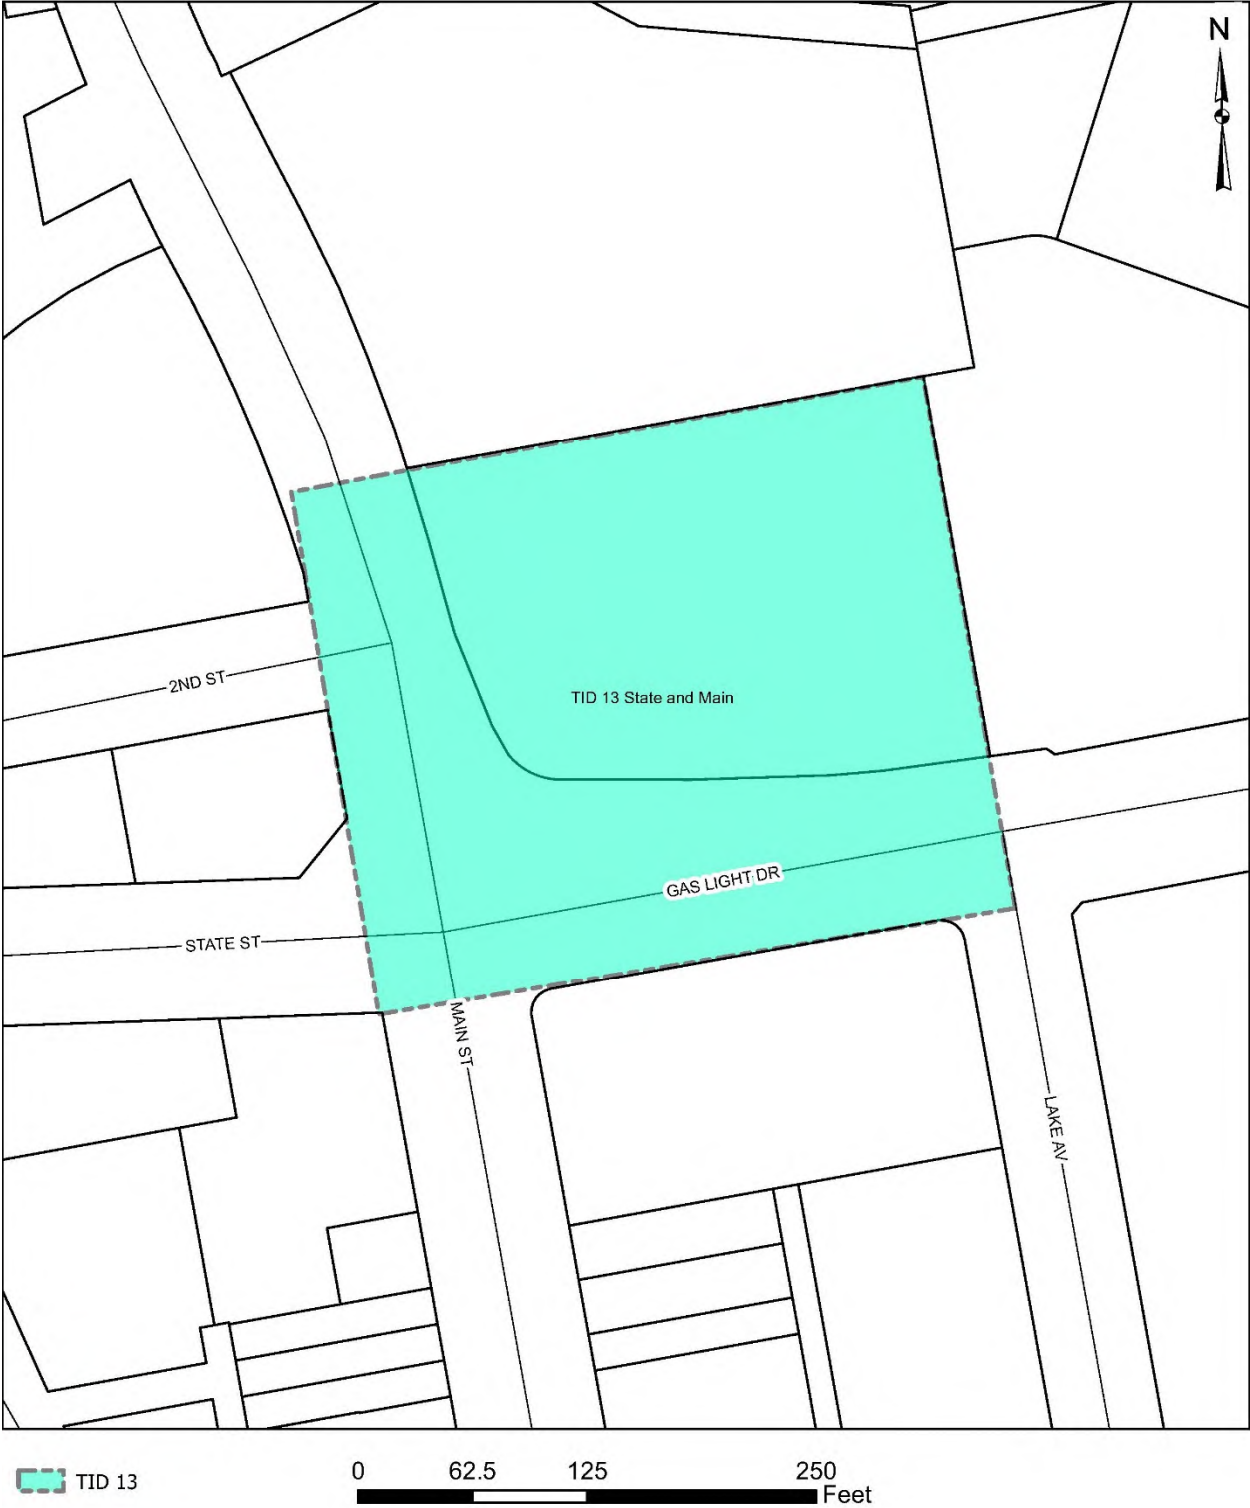 N
2ND ST
TID 13 State and Main
GAS LIGHT DR
STATE ST
MAIN ST
LAKE AV
TID 13
0 62.5 125 250
Feet